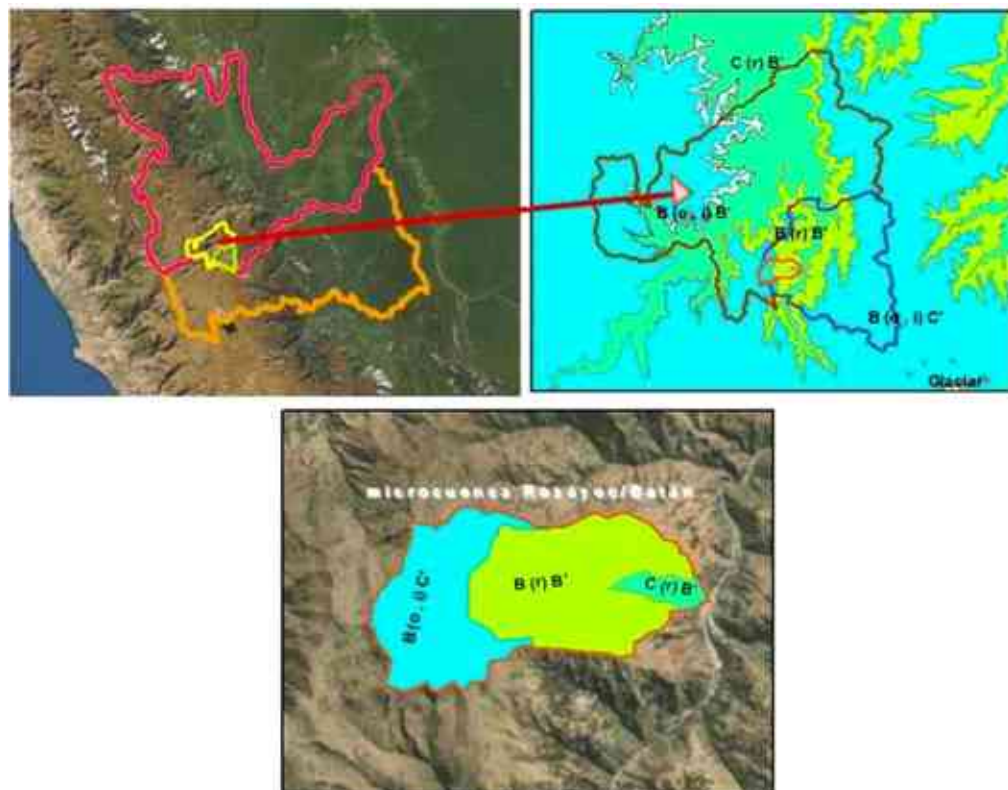 C (r) B'
B (o, i) B'
B (r) B'
B (o, i) C'
Glaciar
microcuenca Rosayoc/Batán
B(o, i) C'
B (r) B'
C (r) B'